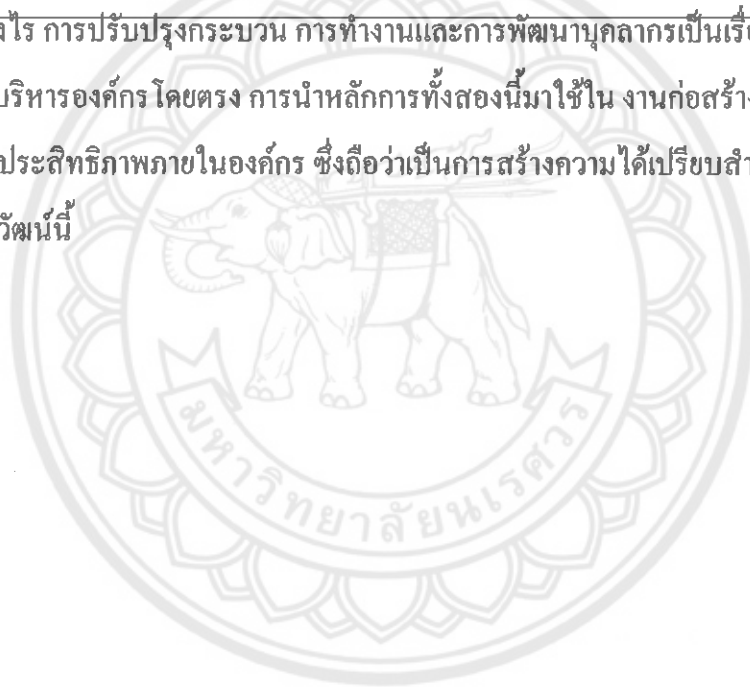 งไร การปรับปรุงกระบวน การทำงานและการพัฒนาบุคลากรเป็นเรื่อ
บริหารองค์กรโดยตรง การนำหลักการทั้งสองนี้มาใช้ใน งานก่อสร้าง
ประสิทธิภาพภายในองค์กร ซึ่งถือว่าเป็นการสร้างความได้เปรียบสำ
วัฒน์นี้
มหาวิทยาลัยนเรศวร